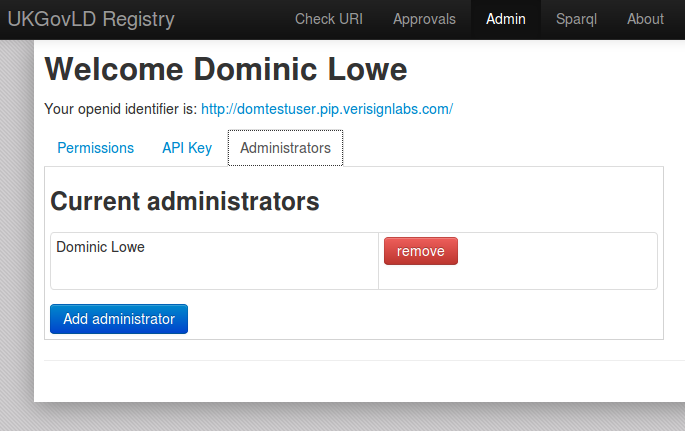 UKGovLD Registry Check URI Approvals Admin Sparql About
Welcome Dominic Lowe
Your openid identifier is: http://domtestuser.pip.verisignlabs.com/
Permissions API Key Administrators
Current administrators
Dominic Lowe remove
Add administrator